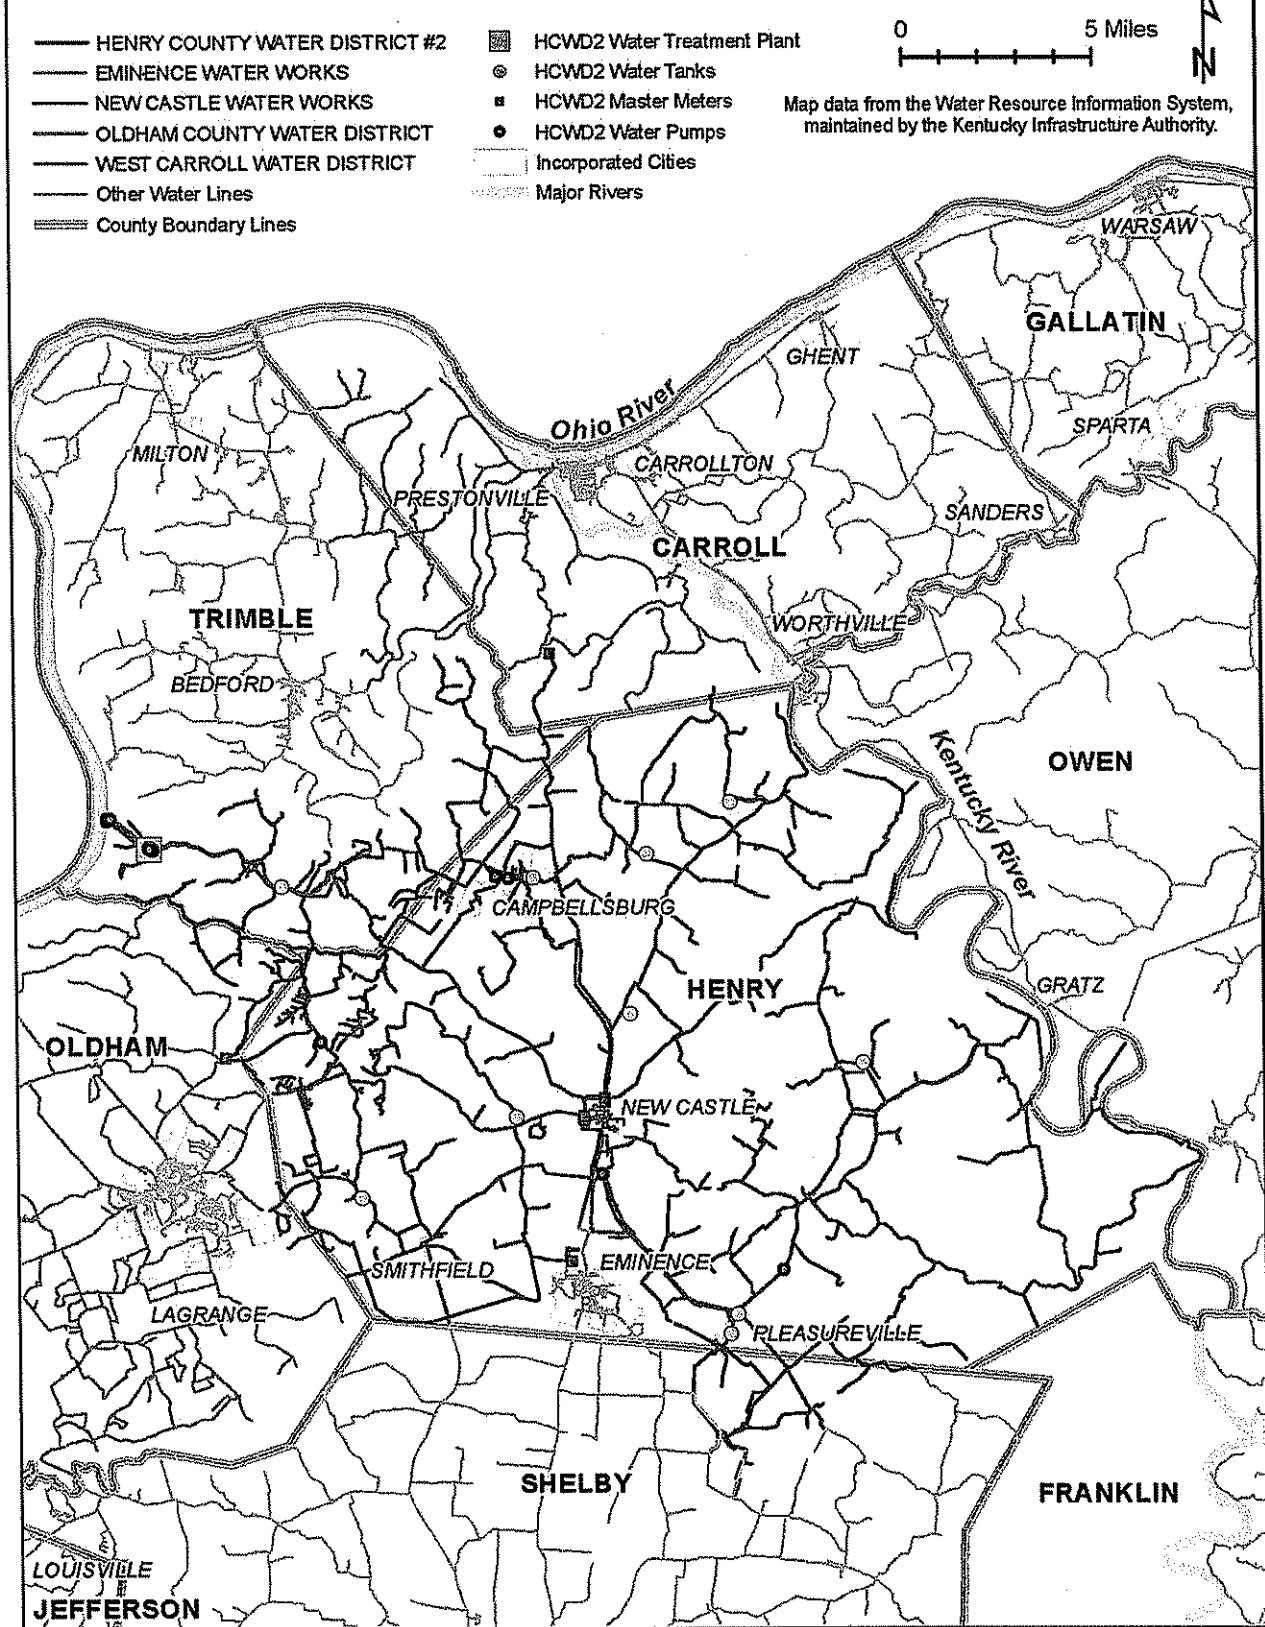 HENRY COUNTY WATER DISTRICT #2
EMINENCE WATER WORKS
NEW CASTLE WATER WORKS
OLDHAM COUNTY WATER DISTRICT
WEST CARROLL WATER DISTRICT
Other Water Lines
County Boundary Lines
HCWD2 Water Treatment Plant
HCWD2 Water Tanks
HCWD2 Master Meters
HCWD2 Water Pumps
Incorporated Cities
Major Rivers
0 5 Miles
N
Map data from the Water Resource Information System,
maintained by the Kentucky Infrastructure Authority.
WARSAW
GALLATIN
GHENT
Ohio River
SPARTA
MILTON
CARROLLTON
PRESTONVILLE
SANDERS
CARROLL
TRIMBLE
WORTHVILLE
BEDFORD
Kentucky River
OWEN
CAMPBELLSBURG
HENRY
GRATZ
OLDHAM
NEW CASTLE
EMINENCE
SMITHFIELD
LAGRANGE
PLEASUREVILLE
SHELBY
FRANKLIN
LOUISVILLE
JEFFERSON